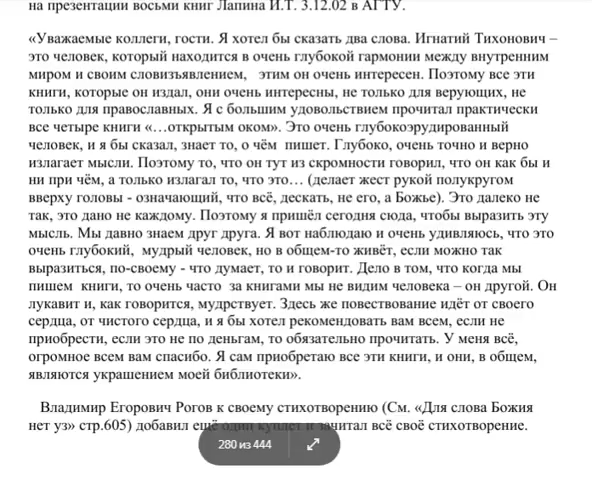 на презентации восьми книг Лапина И.Т. 3.12.02 в АГТУ.
«Уважаемые коллеги, гости. Я хотел бы сказать два слова. Игнатий Тихонович –
это человек, который находится в очень глубокой гармонии между внутренним
миром и своим словизъявлением, этим он очень интересен. Поэтому все эти
книги, которые он издал, они очень интересны, не только для верующих, не
только для православных. Я с большим удовольствием прочитал практически
все четыре книги «…открытым оком». Это очень глубокоэрудированный
человек, и я бы сказал, знает то, о чём пишет. Глубоко, очень точно и верно
излагает мысли. Поэтому то, что он тут из скромности говорил, что он как бы и
ни при чём, а только излагал то, что это… (делает жест рукой полукругом
вверху головы - означающий, что всё, дескать, не его, а Божье). Это далеко не
так, это дано не каждому. Поэтому я пришёл сегодня сюда, чтобы выразить эту
мысль. Мы давно знаем друг друга. Я вот наблюдаю и очень удивляюсь, что это
очень глубокий, мудрый человек, но в общем-то живёт, если можно так
выразиться, по-своему - что думает, то и говорит. Дело в том, что когда мы
пишем книги, то очень часто за книгами мы не видим человека – он другой. Он
лукавит и, как говорится, мудрствует. Здесь же повествование идёт от своего
сердца, от чистого сердца, и я бы хотел рекомендовать вам всем, если не
приобрести, если это не по деньгам, то обязательно прочитать. У меня всё,
огромное всем вам спасибо. Я сам приобретаю все эти книги, и они, в общем,
являются украшением моей библиотеки».
Владимир Егорович Рогов к своему стихотворению (См. «Для слова Божия
нет уз» стр.605) добавил ещё один куплет и зачитал всё своё стихотворение.
280 из 444